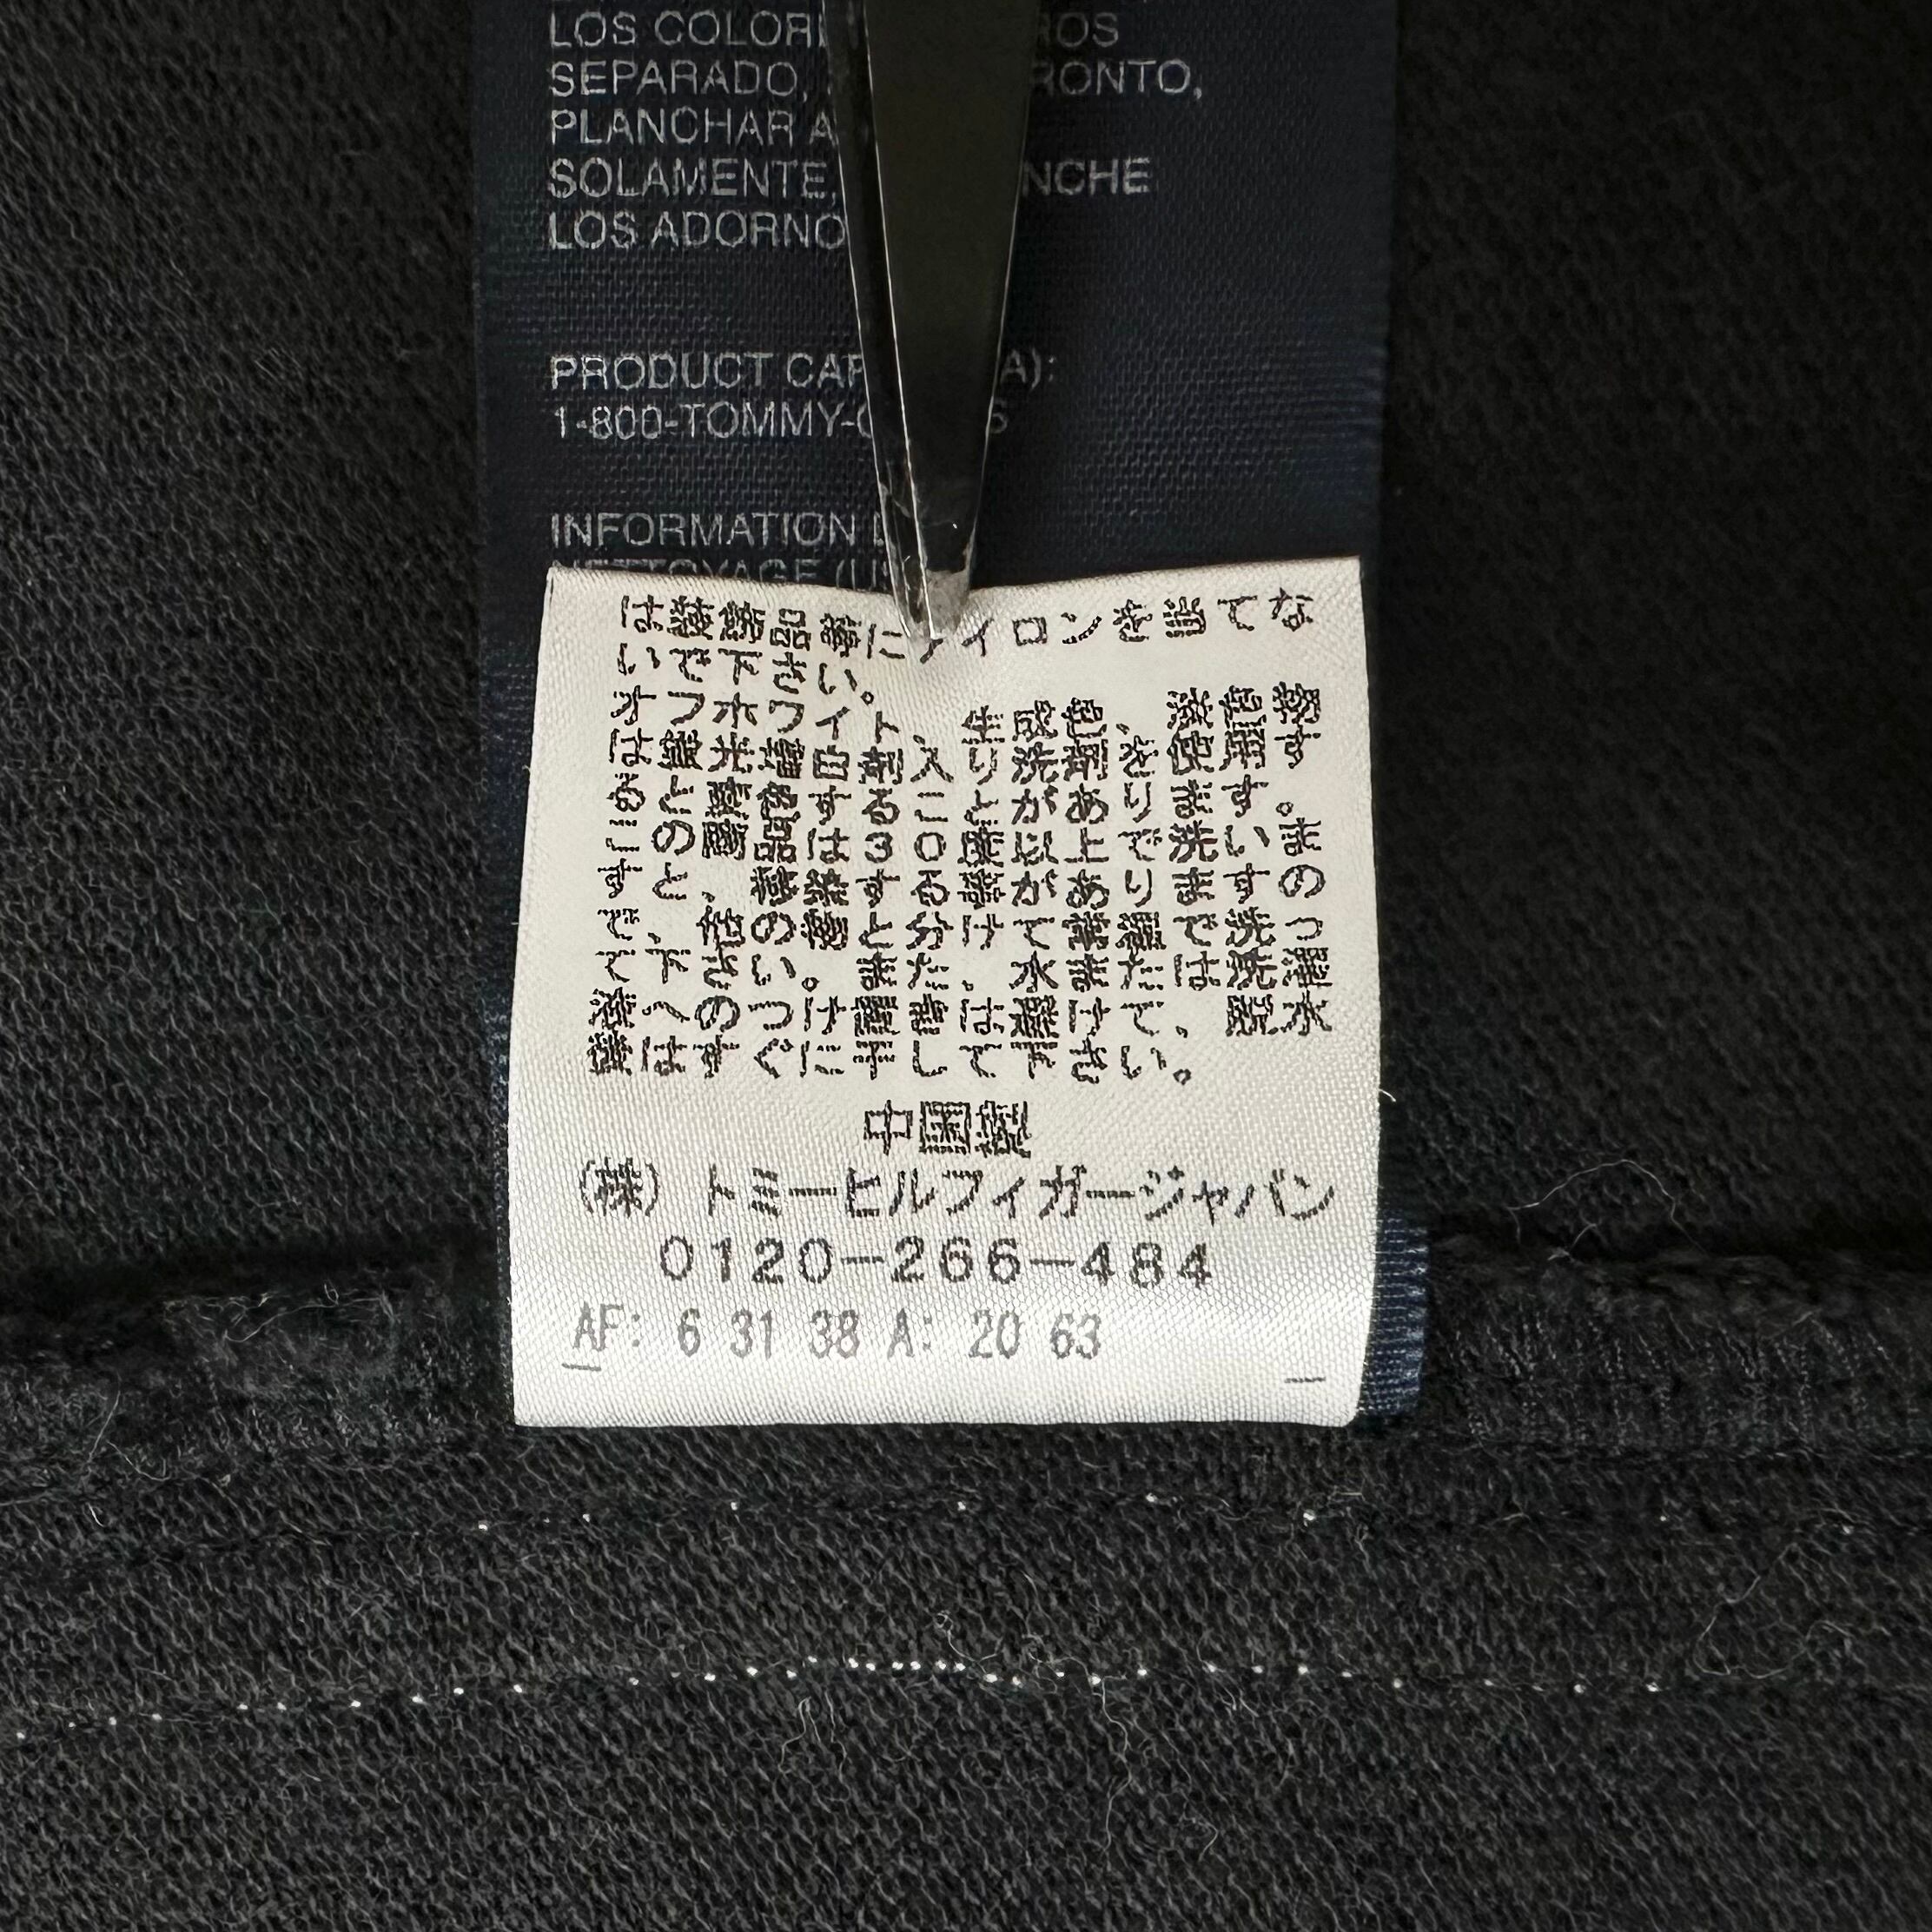 LOS COLOR ROS
SEPARADO, RONTO,
PLANCHAR A
SOLAMENTE, NCHE
LOS ADORNO
PRODUCT CAR A):
1-800-TOMMY-C S
INFORMATION D
NETTOYAGE (U
は装飾品等にアイロンを当てな
いで下さい。
オフホワイト、生成色、淡色物
は蛍光増白剤入り洗剤を使用す
ると変色することがあります。
この製品は30度以上で洗いま
すと、移染する事がありますの
で、他の物と分けて単独で洗っ
て下さい。また、水または洗濯
液へのつけ置きは避けて、脱水
後はすぐに干して下さい。
中国製
(株) トミーヒルフィガージャパン
0120-266-484
AF: 6 31 38 A: 20 63